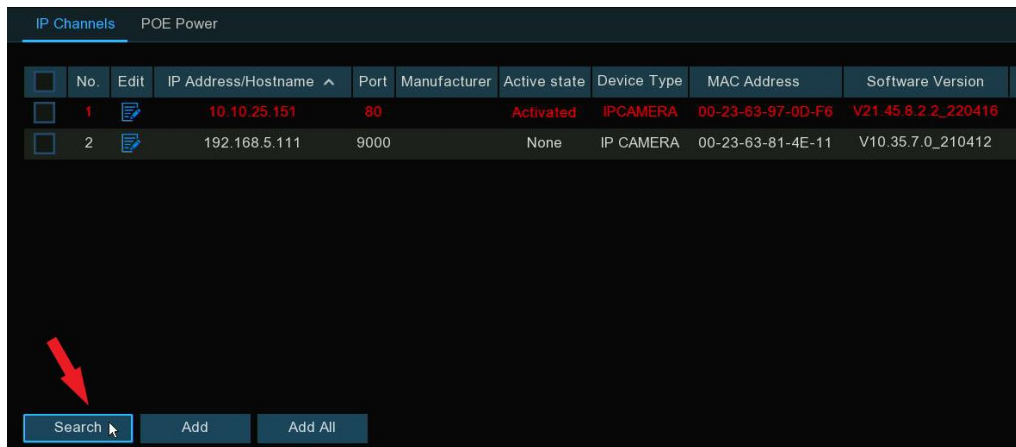 IP Channels POE Power
No. Edit IP Address/Hostname Port Manufacturer Active state Device Type MAC Address Software Version
1 10.10.25.151 80 Activated IPCAMERA 00-23-63-97-0D-F6 V21.45.8.2.2_220416
2 192.168.5.111 9000 None IP CAMERA 00-23-63-81-4E-11 V10.35.7.0_210412
Search Add Add All